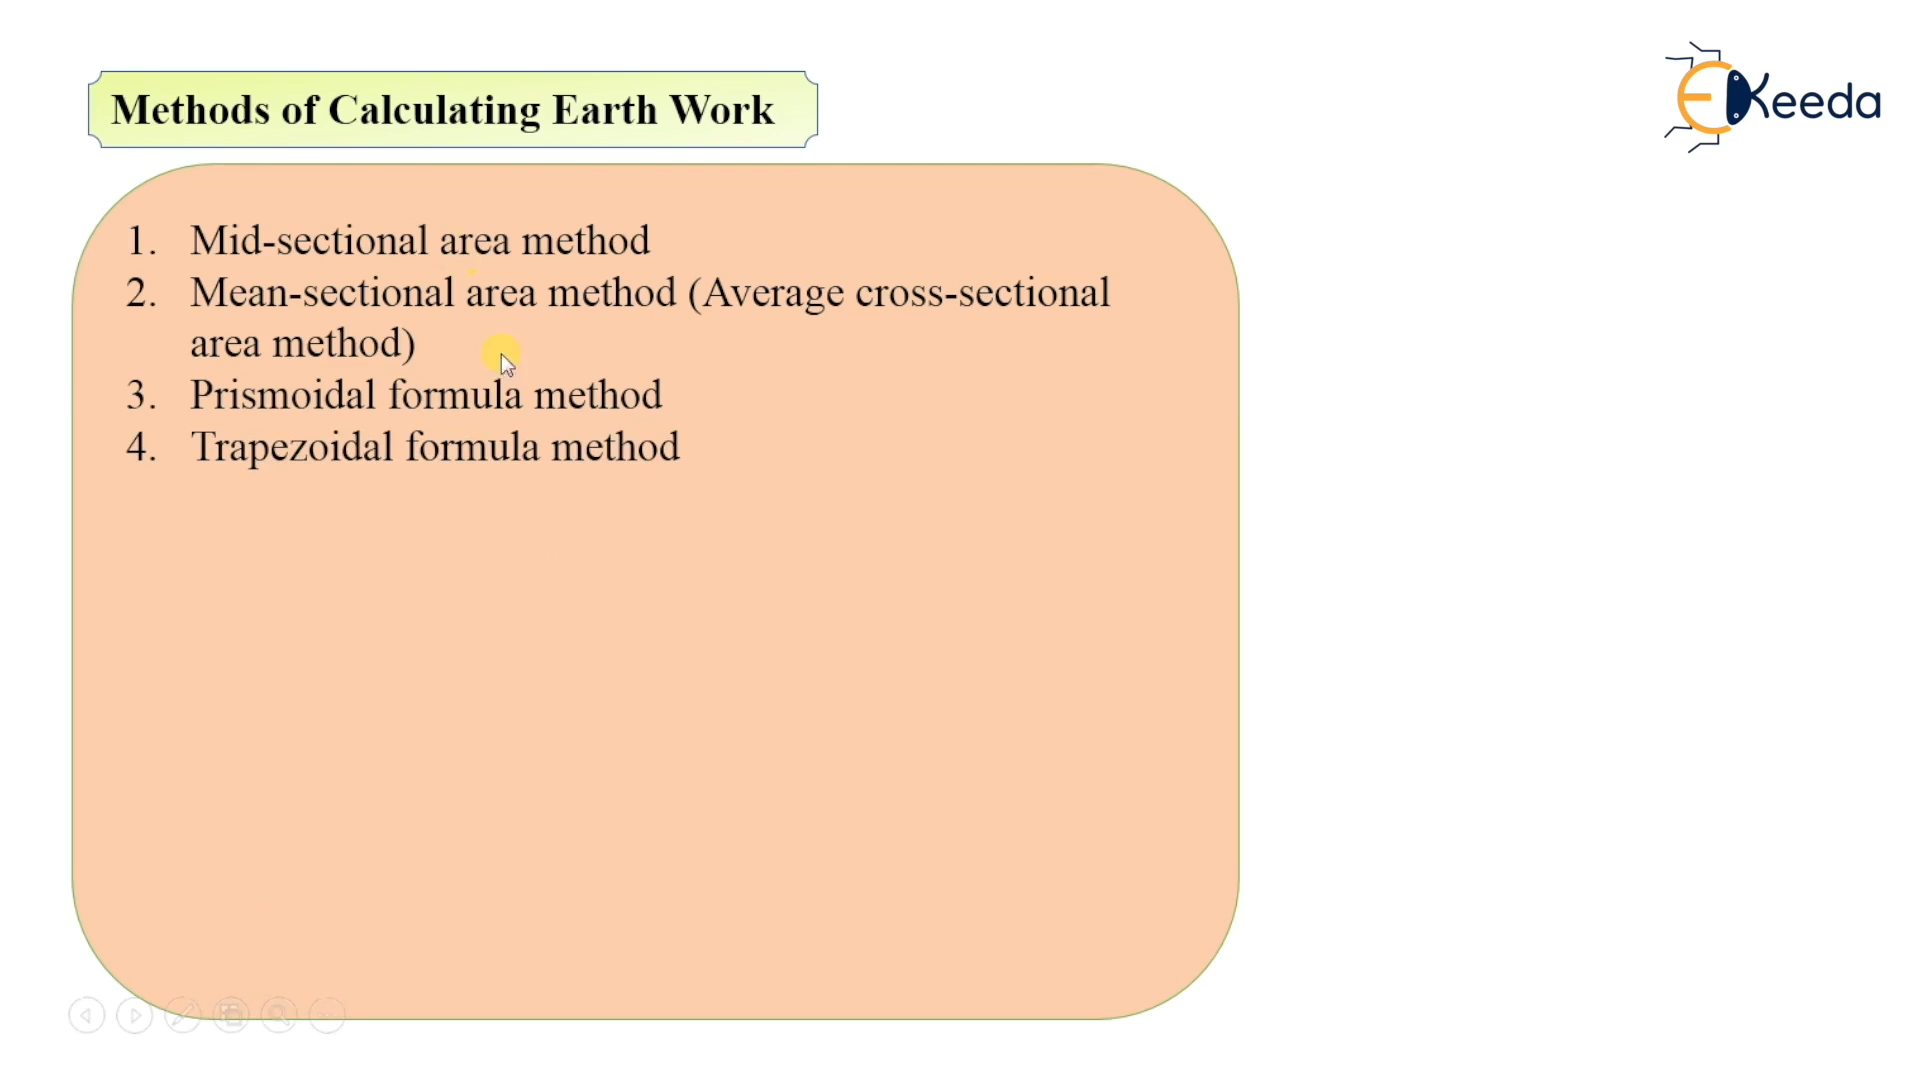 Methods of Calculating Earth Work
EKeeda
1. Mid-sectional area method
2. Mean-sectional area method (Average cross-sectional
area method)
3. Prismoidal formula method
4. Trapezoidal formula method